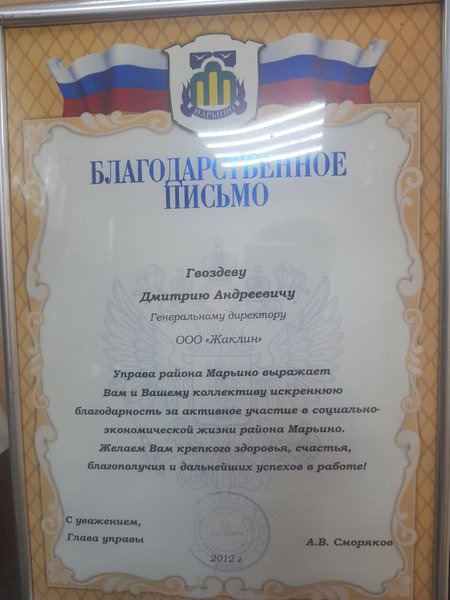 МАРЬИНО
БЛАГОДАРСТВЕННОЕ
ПИСЬМО
Гвоздеву
Дмитрию Андреевичу
Генеральному директору
ООО «Жаклин»
Управа района Марьино выражает
Вам и Вашему коллективу искреннюю
благодарность за активное участие в социально-
экономической жизни района Марьино.
Желаем Вам крепкого здоровья, счастья,
благополучия и дальнейших успехов в работе!
С уважением,
Глава управы
А.В. Сморяков
2012 г.